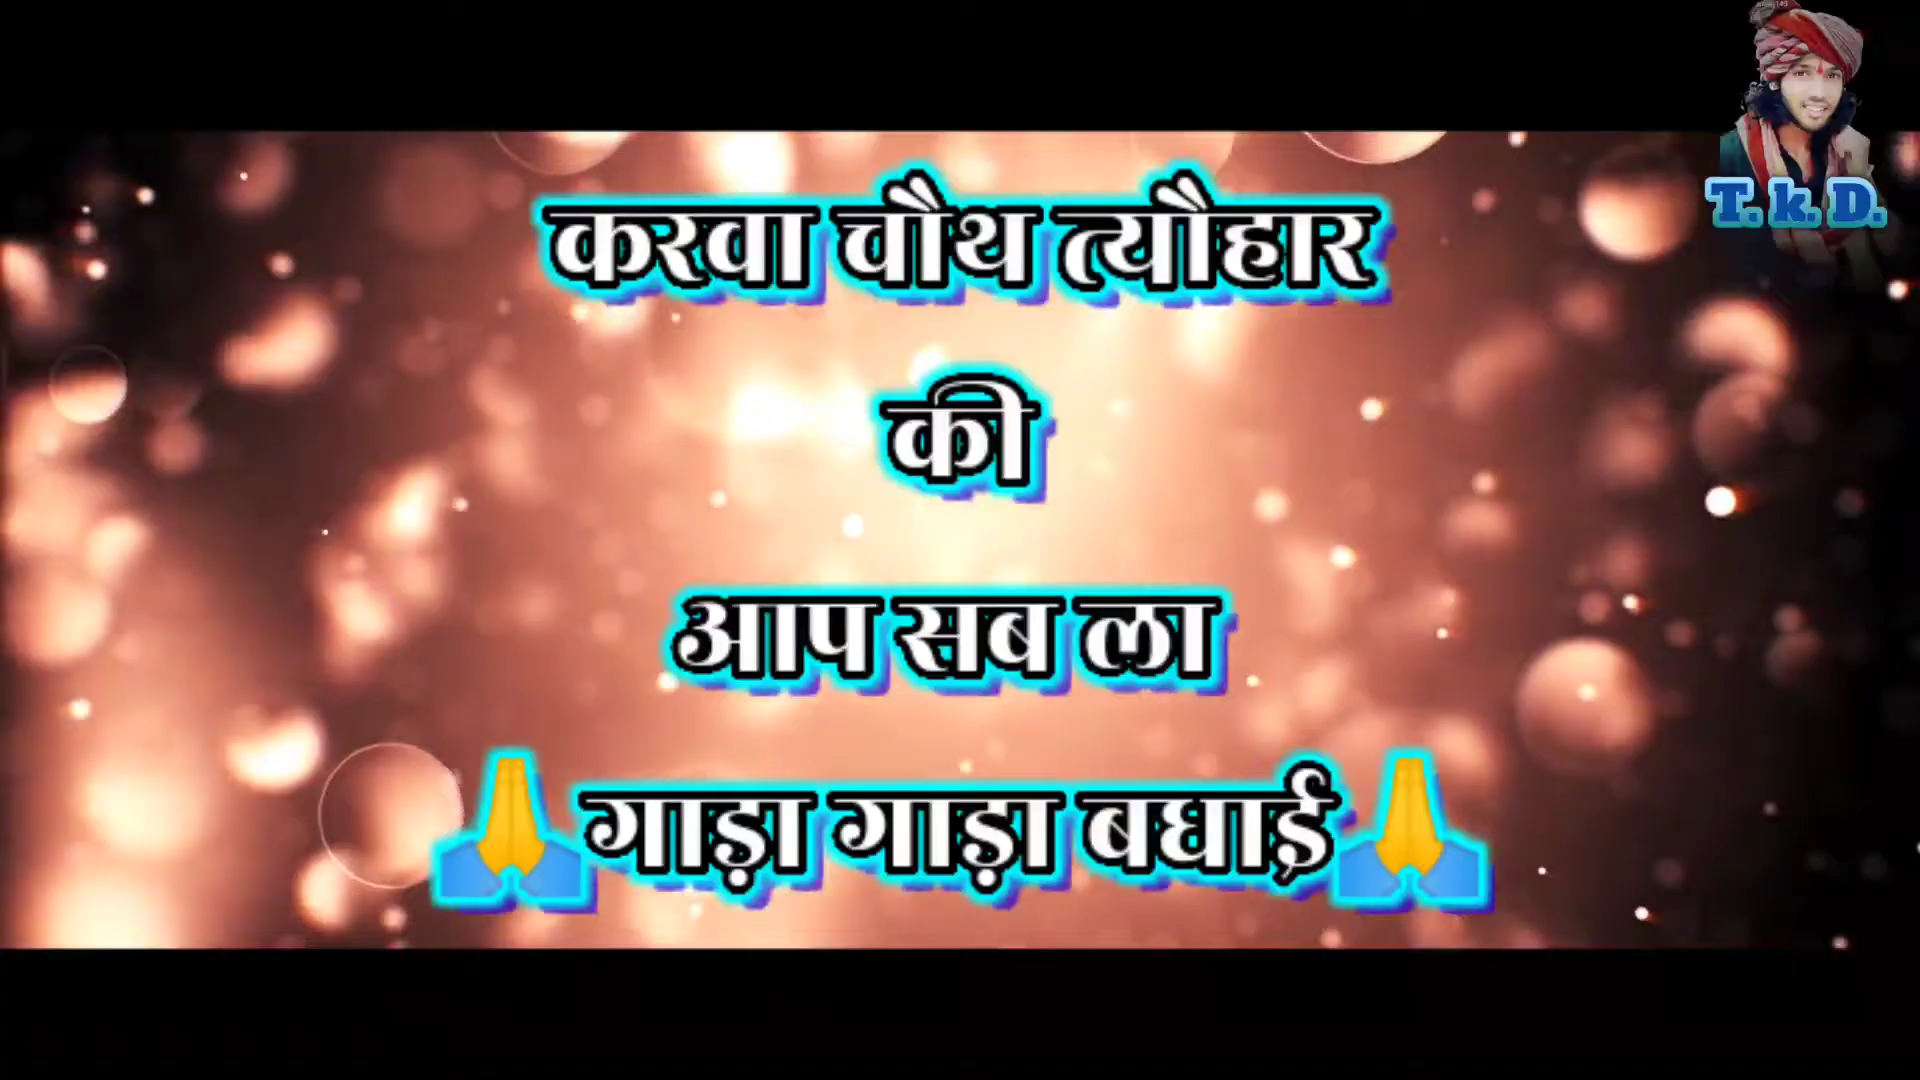 T. k. D.
करवा चौथ त्यौहार
की
आप सब ला
🙏गाड़ा गाड़ा बधाई🙏